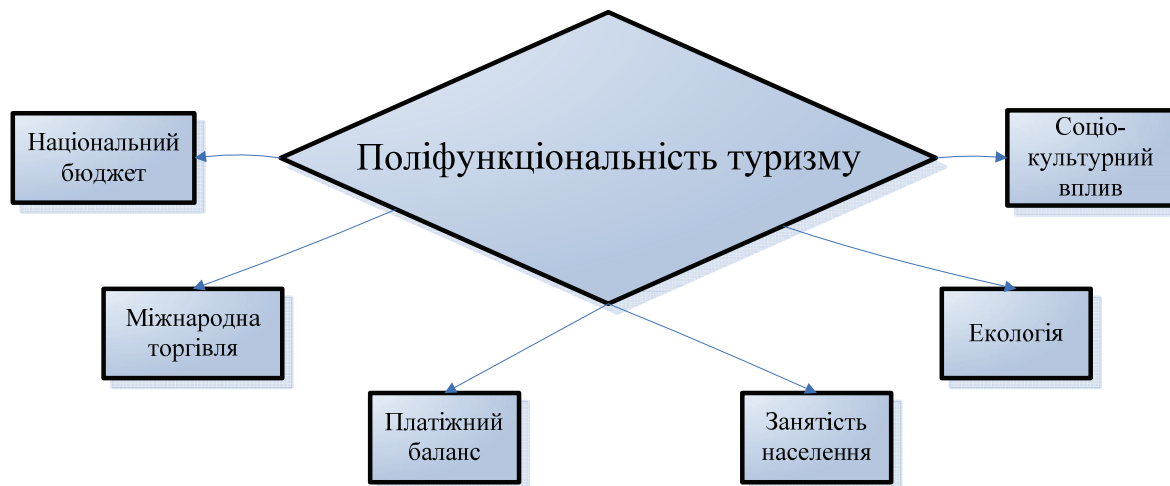 Поліфункціональність туризму
Національний
бюджет
Соціо-
культурний
вплив
Міжнародна
торгівля
Екологія
Платіжний
баланс
Занятість
населення